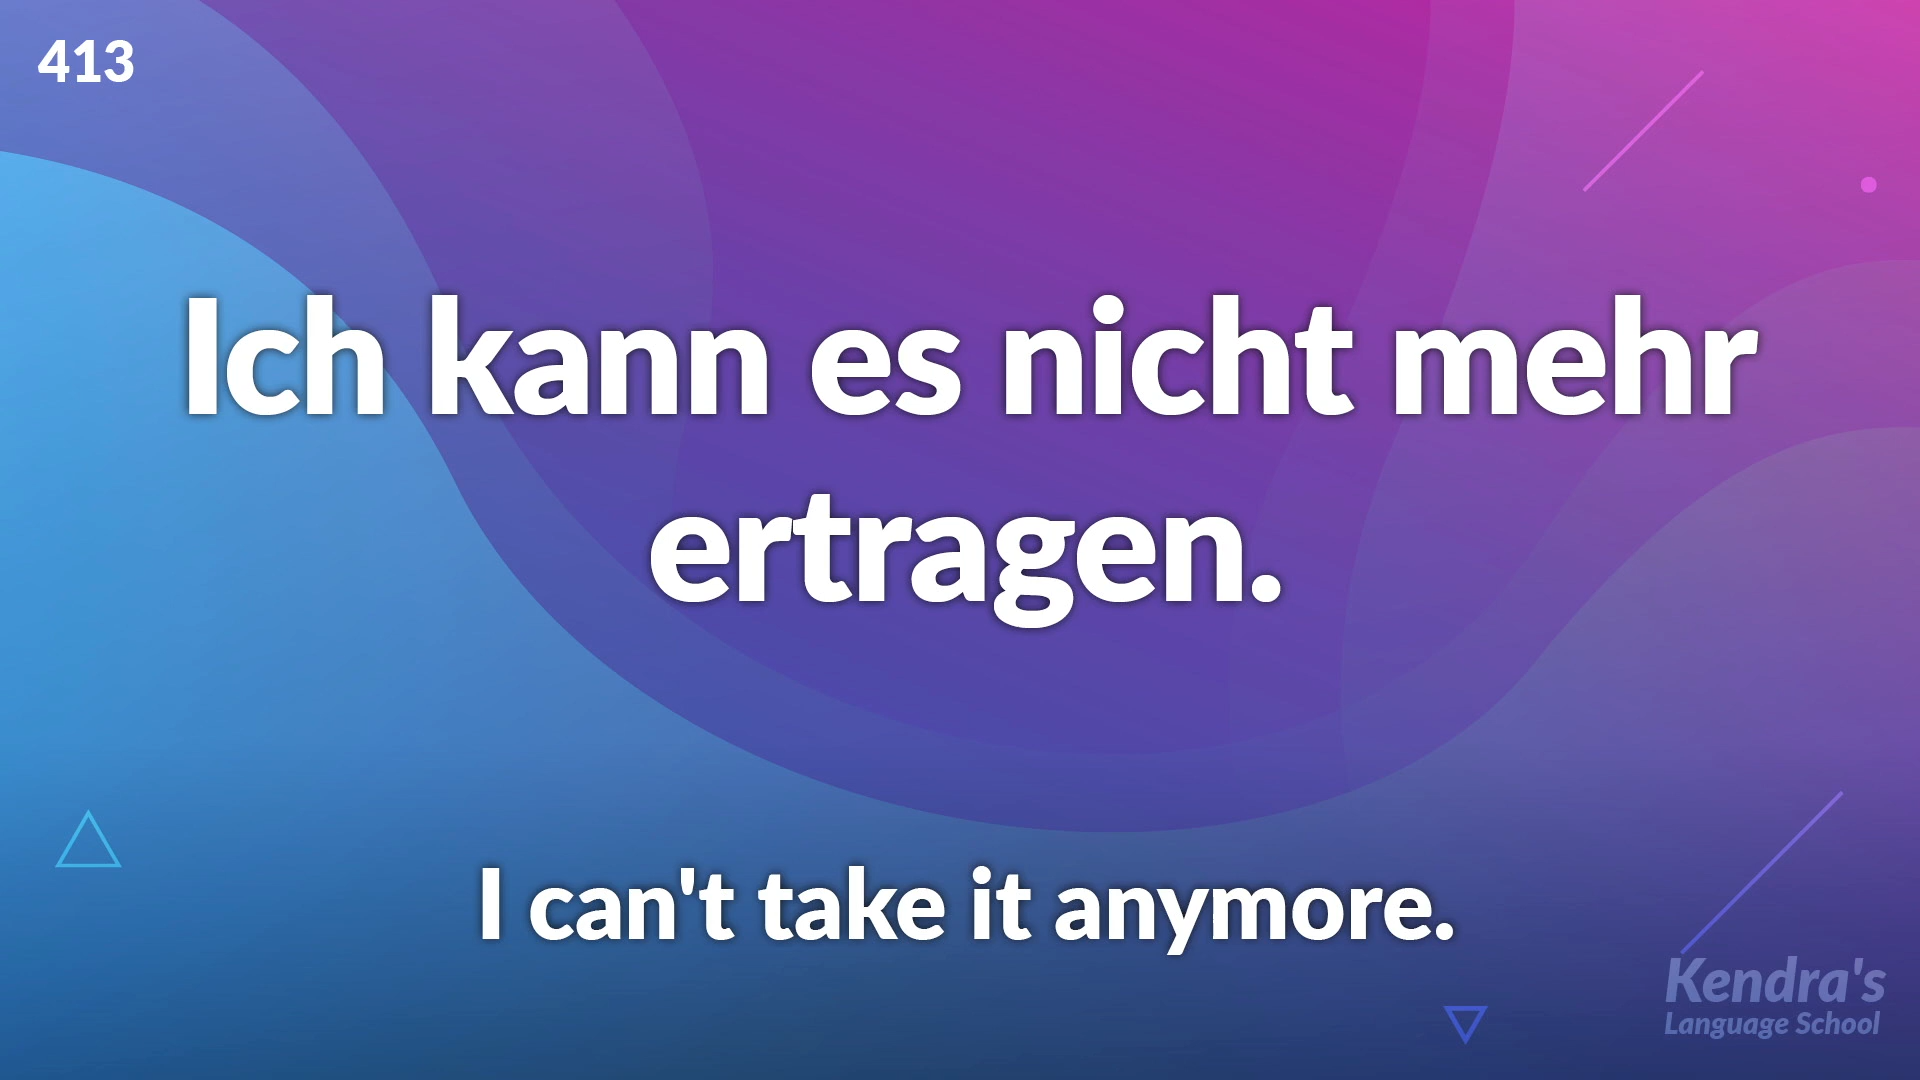 413
Ich kann es nicht mehr
ertragen.
I can't take it anymore.
Kendra's
Language School